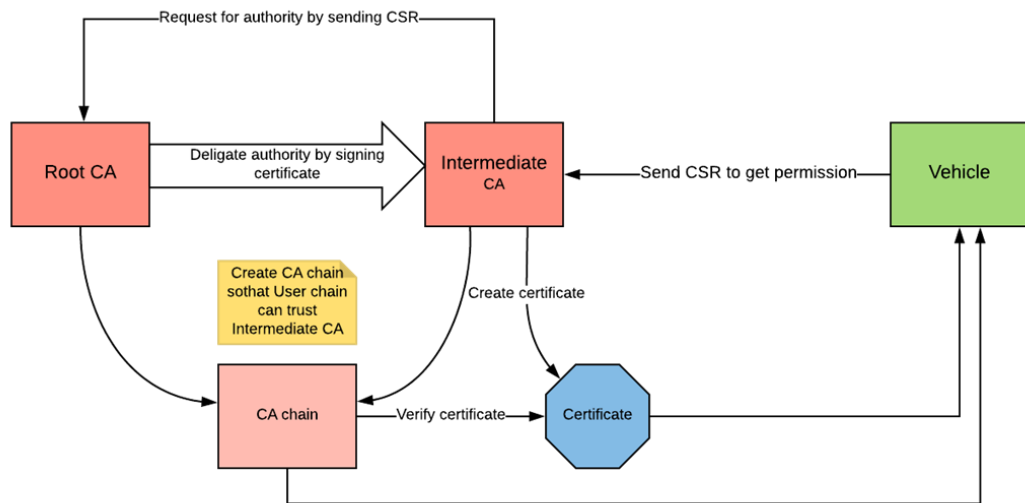 Request for authority by sending CSR
Root CA
Deligate authority by signing
certificate
Intermediate
CA
Send CSR to get permission
Vehicle
Create CA chain
sothat User chain
can trust
Intermediate CA
Create certificate
CA chain
Verify certificate
Certificate